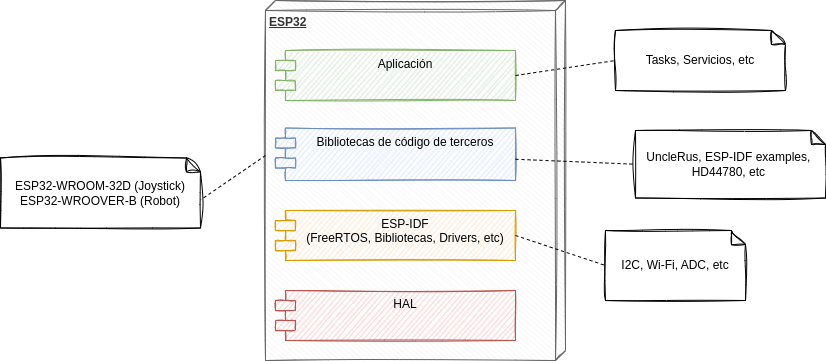 ESP32
Aplicación
Tasks, Servicios, etc
Bibliotecas de código de terceros
UncleRus, ESP-IDF examples,
HD44780, etc
ESP32-WROOM-32D (Joystick)
ESP32-WROOVER-B (Robot)
ESP-IDF
(FreeRTOS, Bibliotecas, Drivers, etc)
I2C, Wi-Fi, ADC, etc
HAL